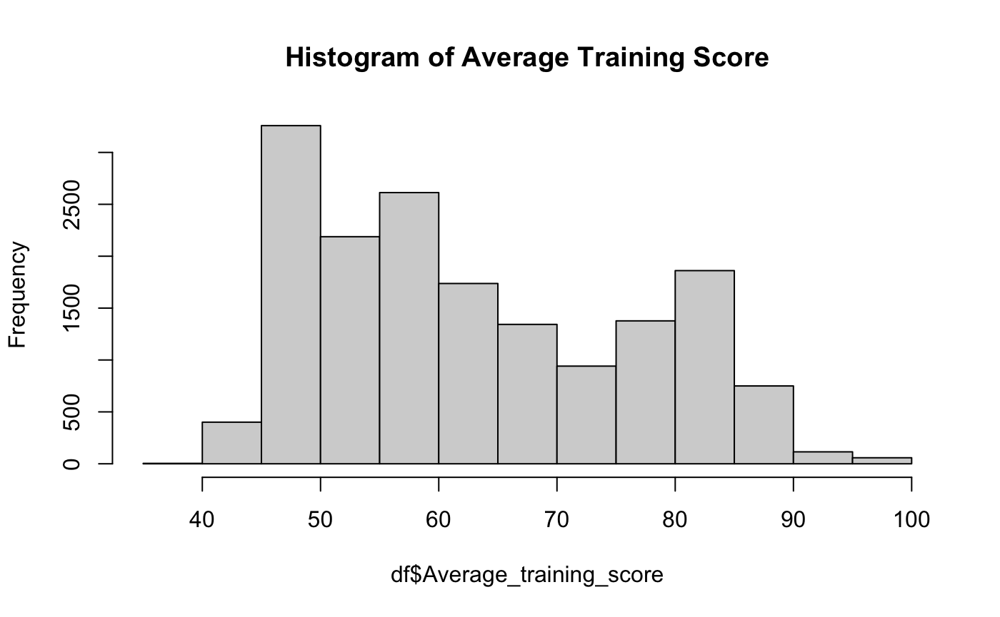 Histogram of Average Training Score
Frequency
0 500 1500 2500
40 50 60 70 80 90 100
df$Average_training_score